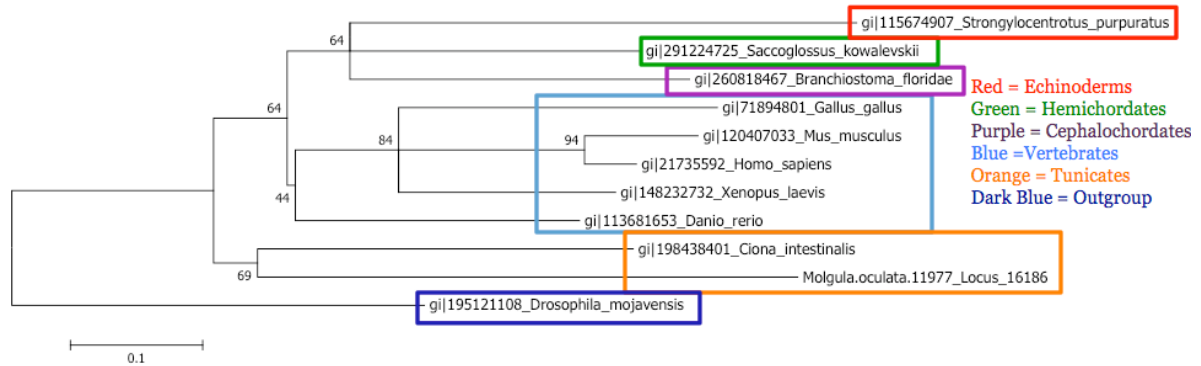 gi|115674907_Strongylocentrotus_purpuratus
64
gi|291224725_Saccoglossus_kowalevskii
gi|260818467_Branchiostoma_floridae
Red = Echinoderms
Green = Hemichordates
Purple = Cephalochordates
Blue =Vertebrates
Orange = Tunicates
Dark Blue = Outgroup
64
gi|71894801_Gallus_gallus
84
94
gi|120407033_Mus_musculus
gi|21735592_Homo_sapiens
44
gi|148232732_Xenopus_laevis
gi|113681653_Danio_rerio
gi|198438401_Ciona_intestinalis
69
Molgula.oculata.11977_Locus_16186
gi|195121108_Drosophila_mojavensis
0.1